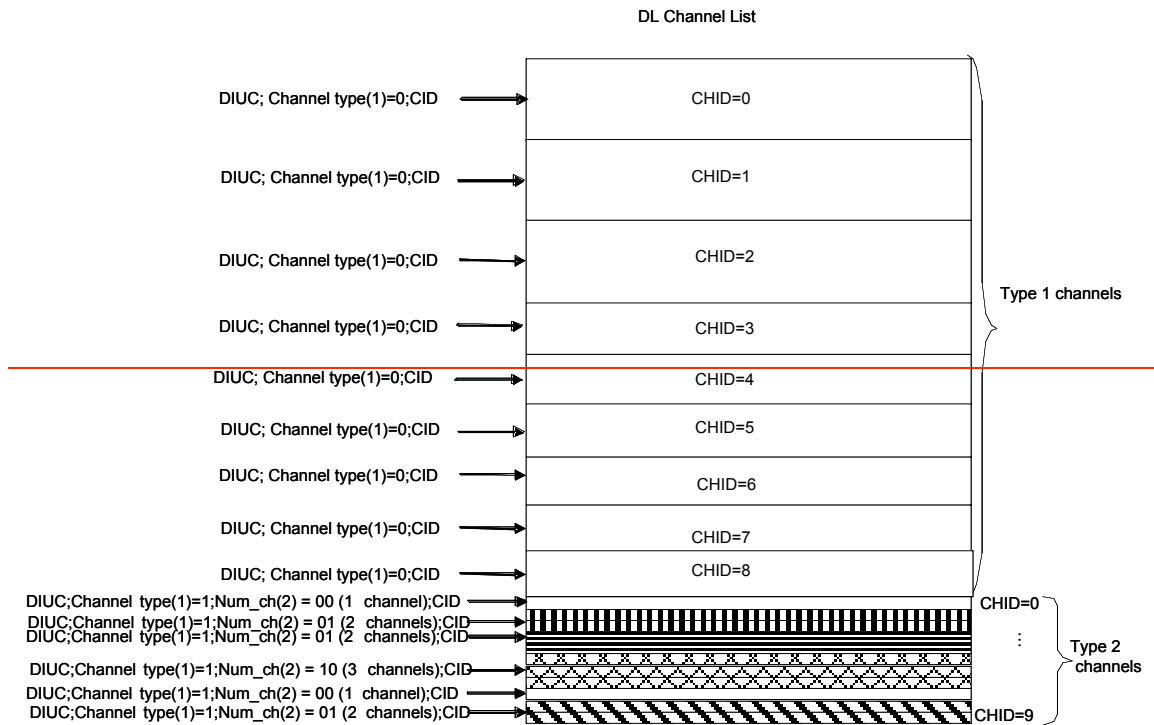 DL Channel List
DIUC; Channel type(1)=0;CID
CHID=0
DIUC; Channel type(1)=0;CID
CHID=1
DIUC; Channel type(1)=0;CID
CHID=2
Type 1 channels
DIUC; Channel type(1)=0;CID
CHID=3
DIUC; Channel type(1)=0;CID
CHID=4
DIUC; Channel type(1)=0;CID
CHID=5
DIUC; Channel type(1)=0;CID
CHID=6
DIUC; Channel type(1)=0;CID
CHID=7
DIUC; Channel type(1)=0;CID
CHID=8
DIUC;Channel type(1)=1;Num_ch(2) = 00 (1 channel);CID
CHID=0
DIUC;Channel type(1)=1;Num_ch(2) = 01 (2 channels);CID
DIUC;Channel type(1)=1;Num_ch(2) = 01 (2 channels);CID
⋮
Type 2
channels
DIUC;Channel type(1)=1;Num_ch(2) = 10 (3 channels);CID
DIUC;Channel type(1)=1;Num_ch(2) = 00 (1 channel);CID
DIUC;Channel type(1)=1;Num_ch(2) = 01 (2 channels);CID
CHID=9